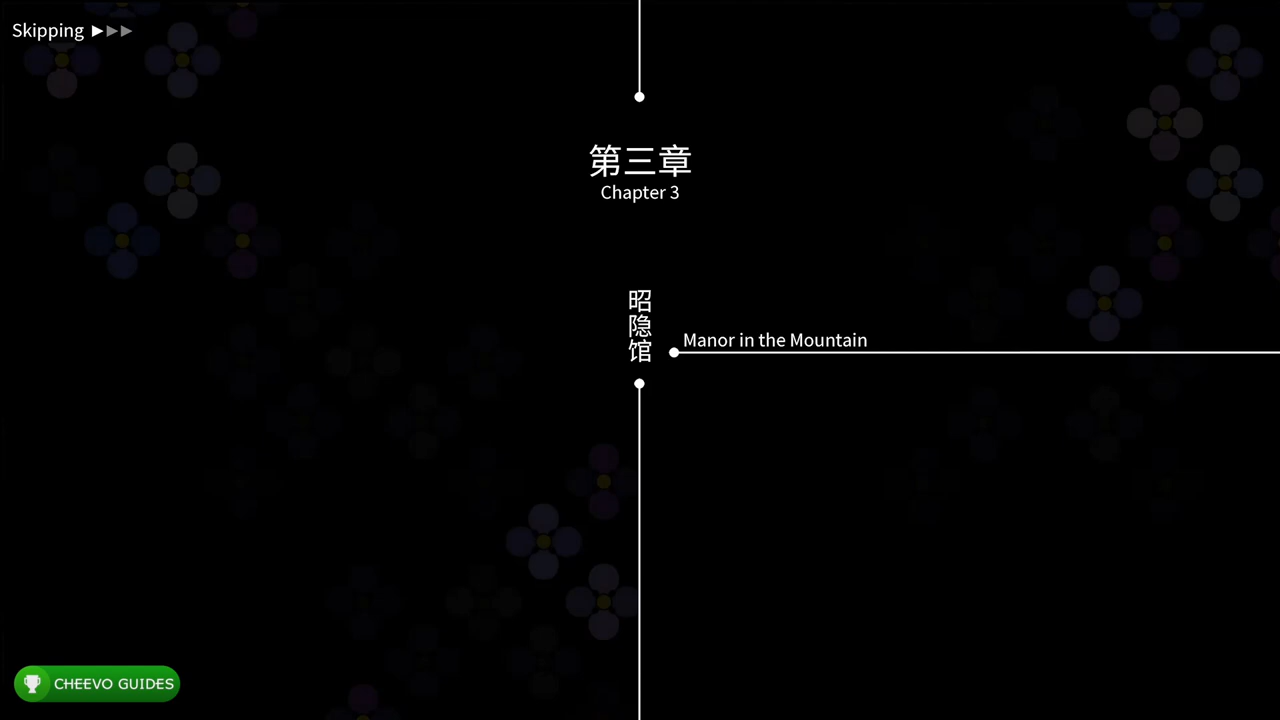 Skipping
第三章
Chapter 3
昭隐馆
Manor in the Mountain
CHEEVO GUIDES